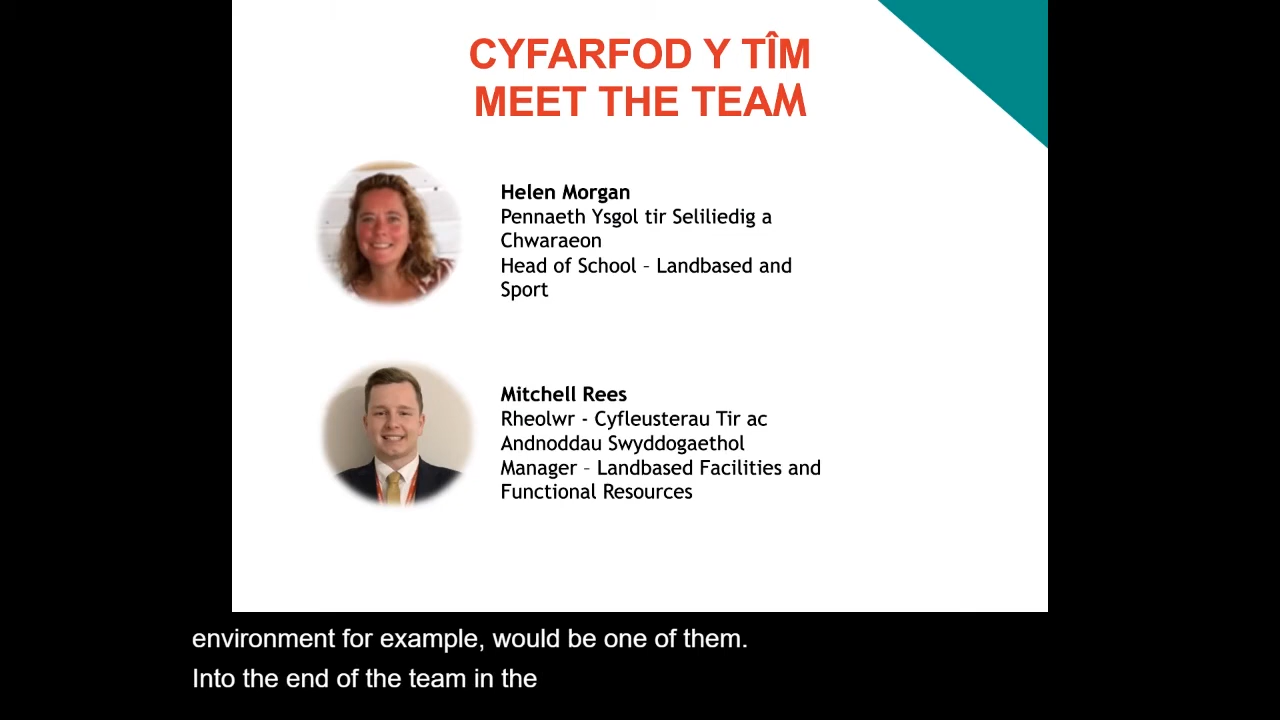 CYFARFOD Y TÎM
MEET THE TEAM
Helen Morgan
Pennaeth Ysgol tir Seliliedig a
Chwaraeon
Head of School – Landbased and
Sport
Mitchell Rees
Rheolwr - Cyfleusterau Tir ac
Andnoddau Swyddogaethol
Manager – Landbased Facilities and
Functional Resources
environment for example, would be one of them.
Into the end of the team in the